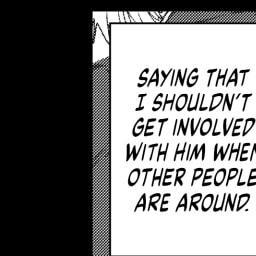 SAYING THAT
I SHOULDN'T
GET INVOLVED
WITH HIM WHEN
OTHER PEOPLE
ARE AROUND.